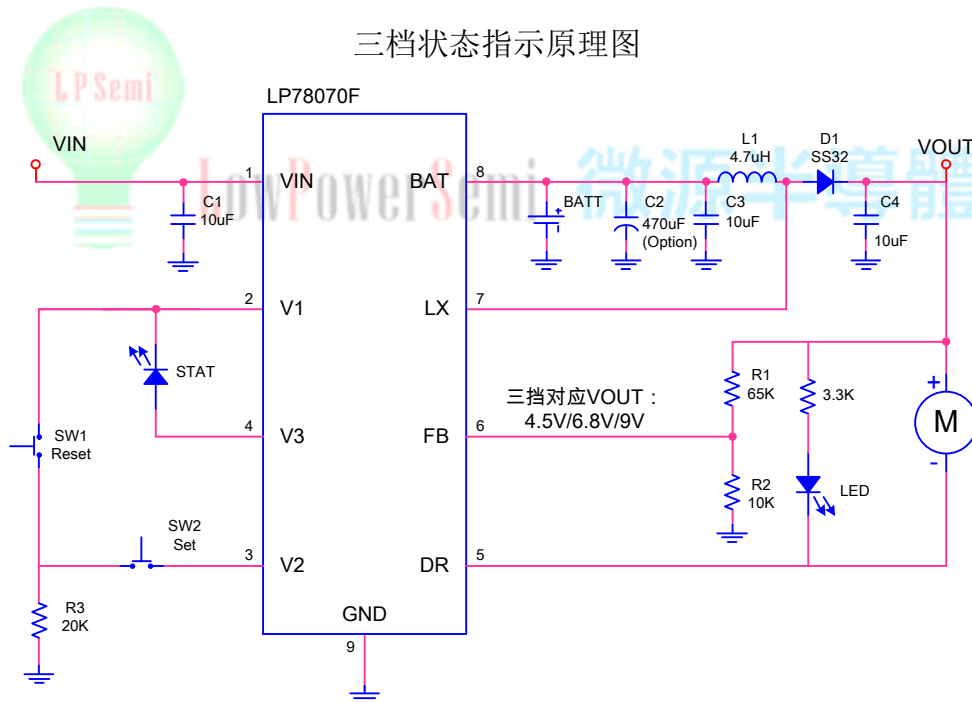 三档状态指示原理图
LPSemi
LP78070F
VIN
L1
4.7uH
D1
SS32
VOUT
LowPowerSemi 微源半導體
1
VIN
BAT
8
C1
10uF
BATT
+
-
C2
470uF
(Option)
C3
10uF
C4
10uF
2
V1
LX
7
STAT
三挡对应VOUT：
4.5V/6.8V/9V
R1
65K
3.3K
+
M
-
4
V3
FB
6
SW1
Reset
R2
10K
LED
SW2
Set
3
V2
DR
5
R3
20K
GND
9